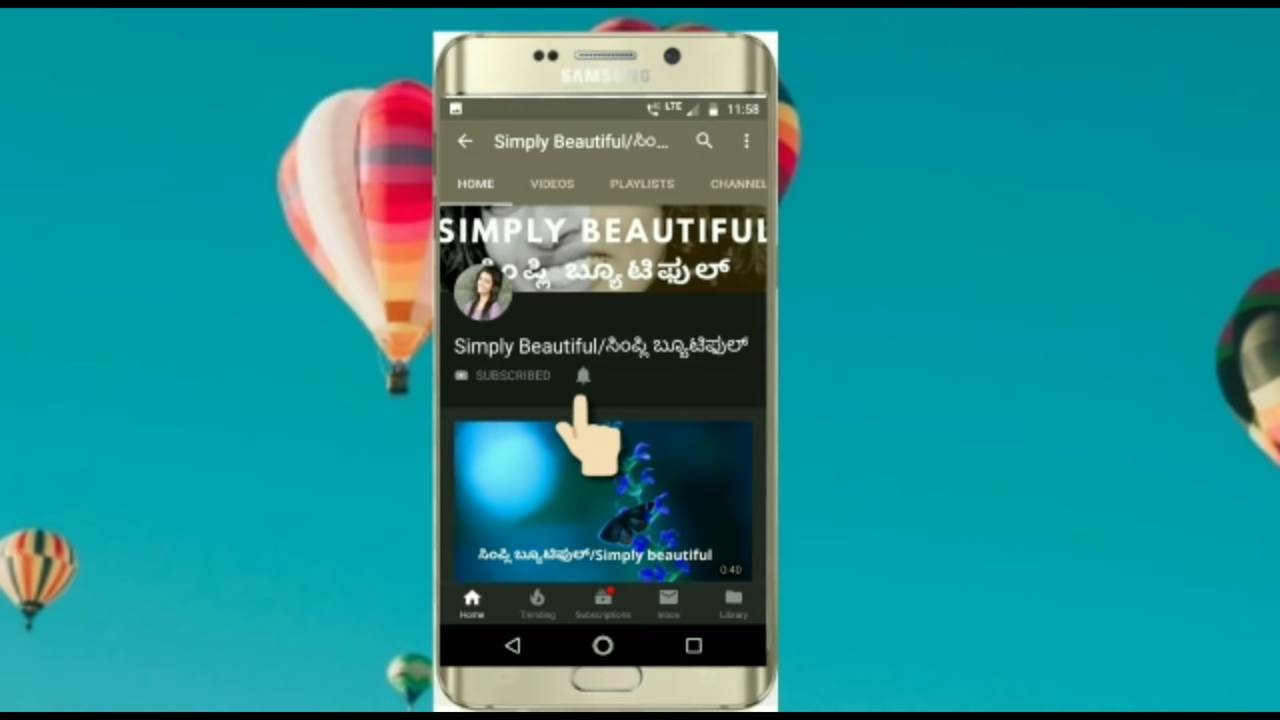 SAMSUNG
LTE 11:58
Simply Beautiful/ಸಿಂ...
HOME VIDEOS PLAYLISTS CHANNEL
SIMPLY BEAUTIFUL
ಸಿಂಪ್ಲಿ ಬ್ಯೂಟಿಫುಲ್
Simply Beautiful/ಸಿಂಪ್ಲಿ ಬ್ಯೂಟಿಫುಲ್
SUBSCRIBED
ಸಿಂಪ್ಲಿ ಬ್ಯೂಟಿಫುಲ್/Simply beautiful
0:40
Home Trending Subscriptions Inbox Library